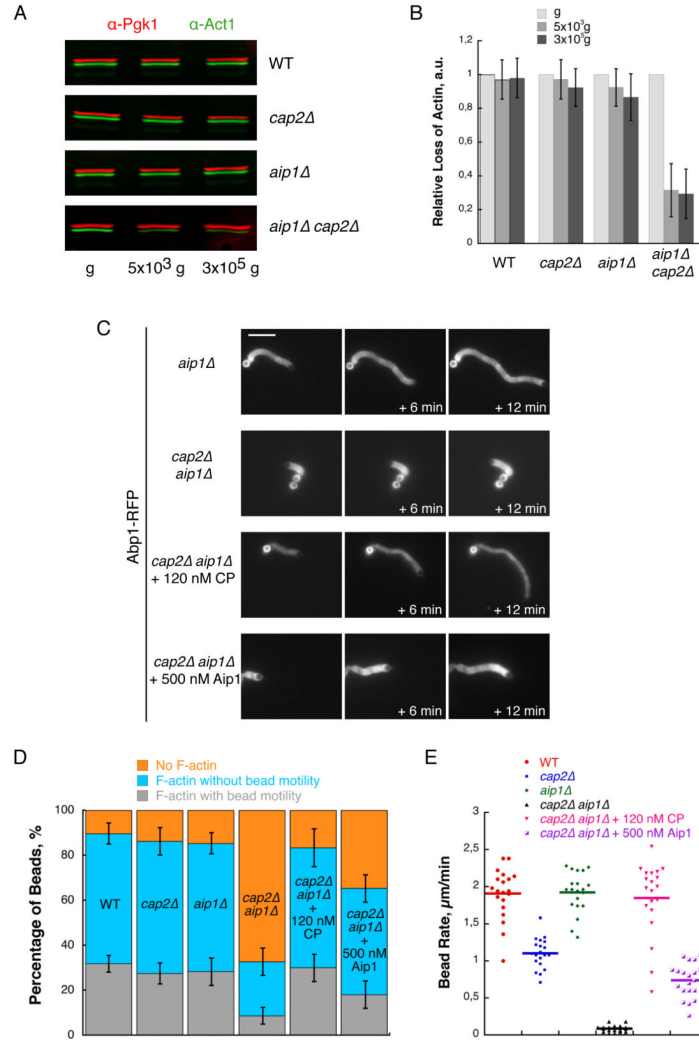 A
α-Pgk1 α-Act1
WT
cap2Δ
aip1Δ
aip1Δ cap2Δ
g 5x10³ g 3x10⁵ g
B
g
5x10³g
3x10⁵g
Relative Loss of Actin, a.u.
1,2
1
0,8
0,6
0,4
0,2
0
WT cap2Δ aip1Δ aip1Δ
cap2Δ
C
Abp1-RFP
aip1Δ
+ 6 min + 12 min
cap2Δ
aip1Δ
+ 6 min + 12 min
cap2Δ aip1Δ
+ 120 nM CP
+ 6 min + 12 min
cap2Δ aip1Δ
+ 500 nM Aip1
+ 6 min + 12 min
D
No F-actin
F-actin without bead motility
F-actin with bead motility
Percentage of Beads, %
100
80
60
40
20
0
WT
cap2Δ
aip1Δ
cap2Δ
aip1Δ
cap2Δ
aip1Δ
+
120 nM
CP
cap2Δ
aip1Δ
+
500 nM
Aip1
E
WT
cap2Δ
aip1Δ
cap2Δ aip1Δ
cap2Δ aip1Δ + 120 nM CP
cap2Δ aip1Δ + 500 nM Aip1
Bead Rate, μm/min
3
2,5
2
1,5
1
0,5
0